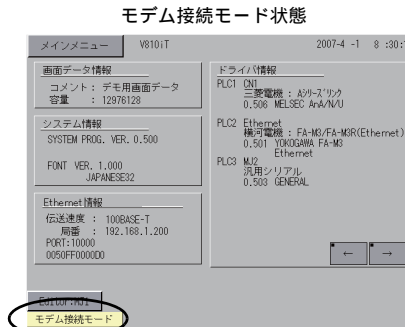 モデム接続モード状態
メインメニュー V810iT 2007-4 -1 8 :30:
画面データ情報
コメント： デモ用画面データ
容量 ： 12976128
システム情報
SYSTEM PROG. VER. 0.500
FONT VER. 1.000
JAPANESE32
Ethernet情報
伝送速度 ： 100BASE-T
局番 ： 192.168.1.200
PORT:10000
0050FF0000D0
ドライバ情報
PLC1 CN1
三菱電機 : Aｼﾘｰｽﾞﾘﾝｸ
0.506 MELSEC AnA/N/U
PLC2 Ethernet
横河電機 : FA-M3/FA-M3R(Ethernet)
0.501 YOKOGAWA FA-M3
Ethernet
PLC3 MJ2
汎用シリアル
0.503 GENERAL
← →
Editor:MJ1
モデム接続モード